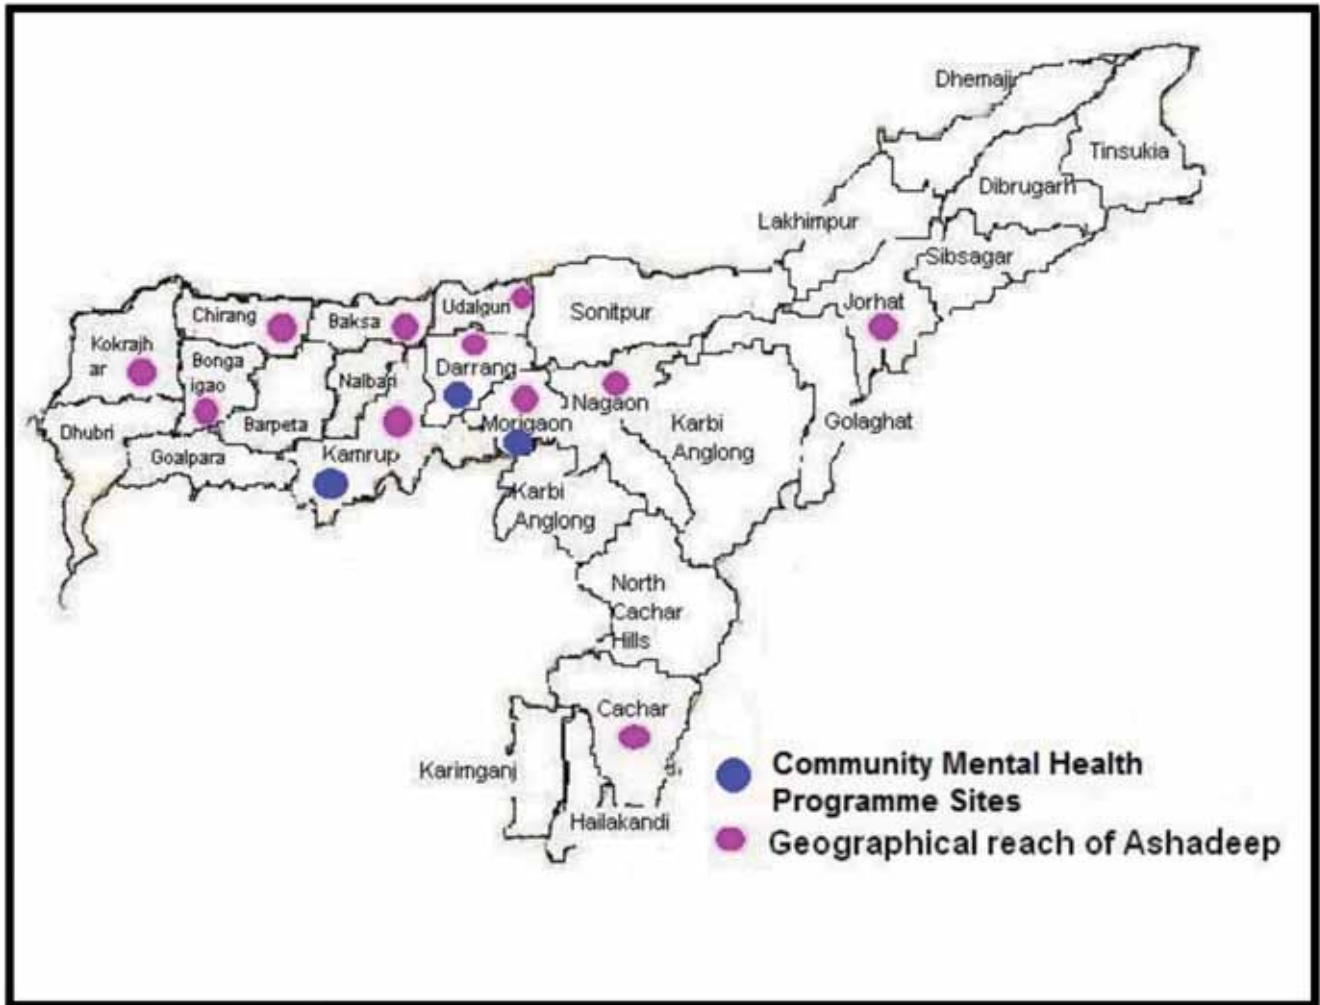 Dhemaji
Tinsukia
Dibrugarh
Lakhimpur
Sibsagar
Jorhat
Udalguri
Sonitpur
Chirang
Baksa
Kokrajh
ar
Bonga
igao
Darrang
Nalbari
Nagaon
Dhubri
Barpeta
Morigaon
Karbi
Anglong
Golaghat
Goalpara
Kamrup
Karbi
Anglong
North
Cachar
Hills
Cachar
Karimganj
Hailakandi
Community Mental Health
Programme Sites
Geographical reach of Ashadeep